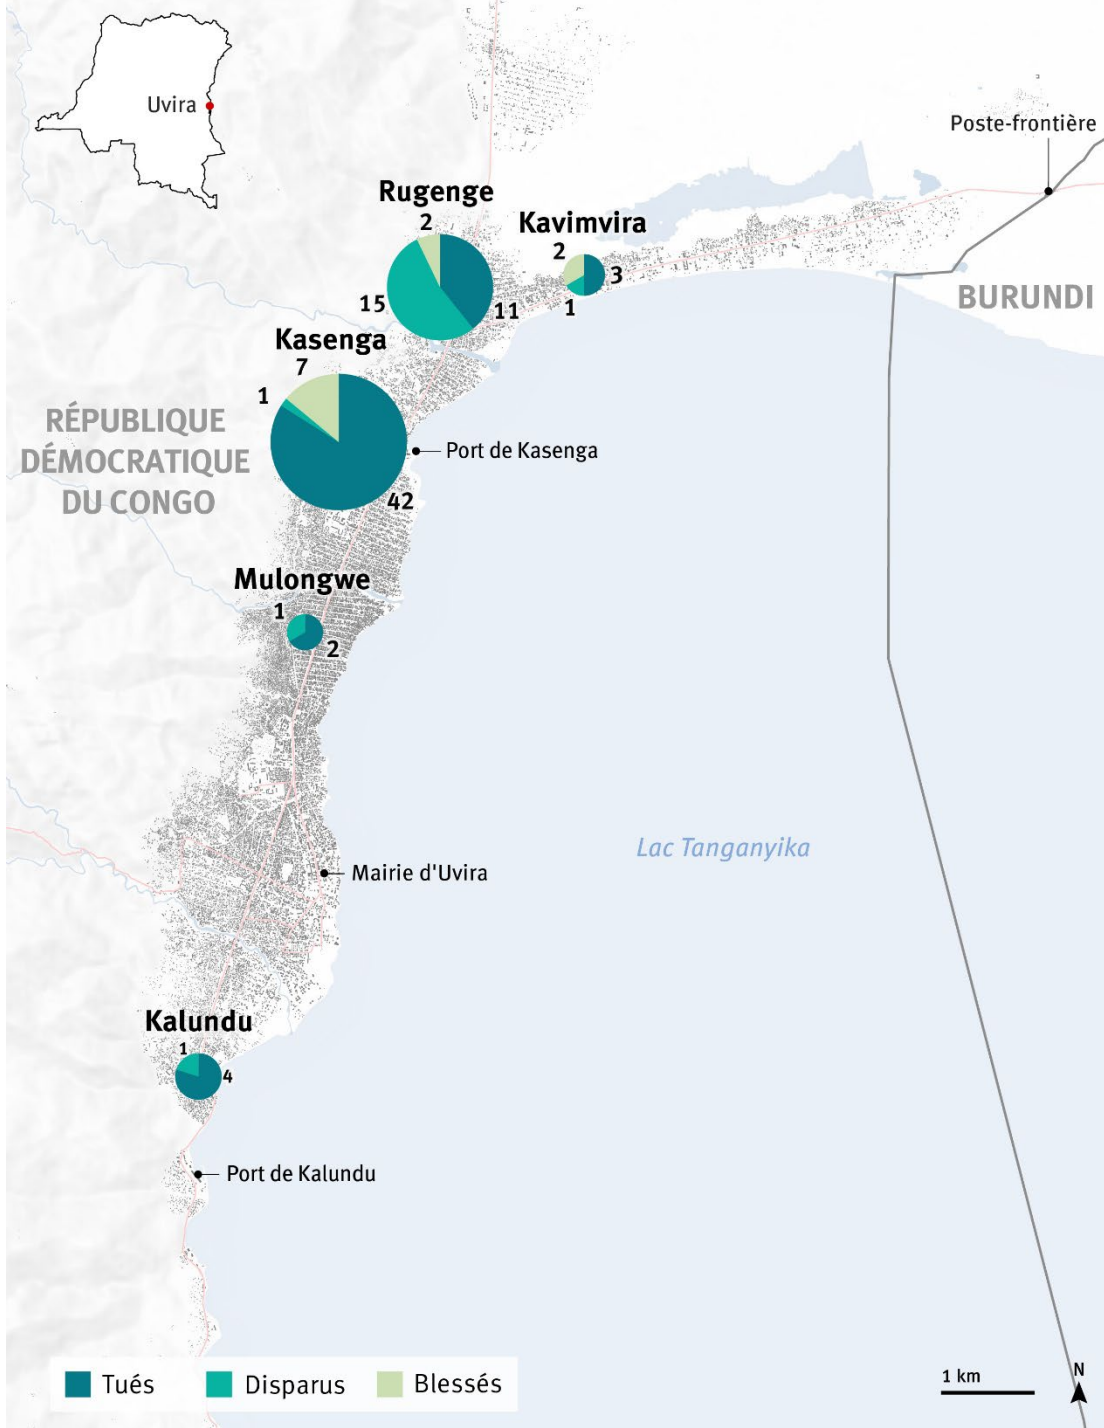 Uvira
Poste-frontière
Rugenge
2
15
11
Kavimvira
2
3
1
BURUNDI
Kasenga
7
1
42
RÉPUBLIQUE
DÉMOCRATIQUE
DU CONGO
Port de Kasenga
Mulongwe
1
2
Lac Tanganyika
Mairie d'Uvira
Kalundu
1
4
Port de Kalundu
Tués
Disparus
Blessés
1 km
N